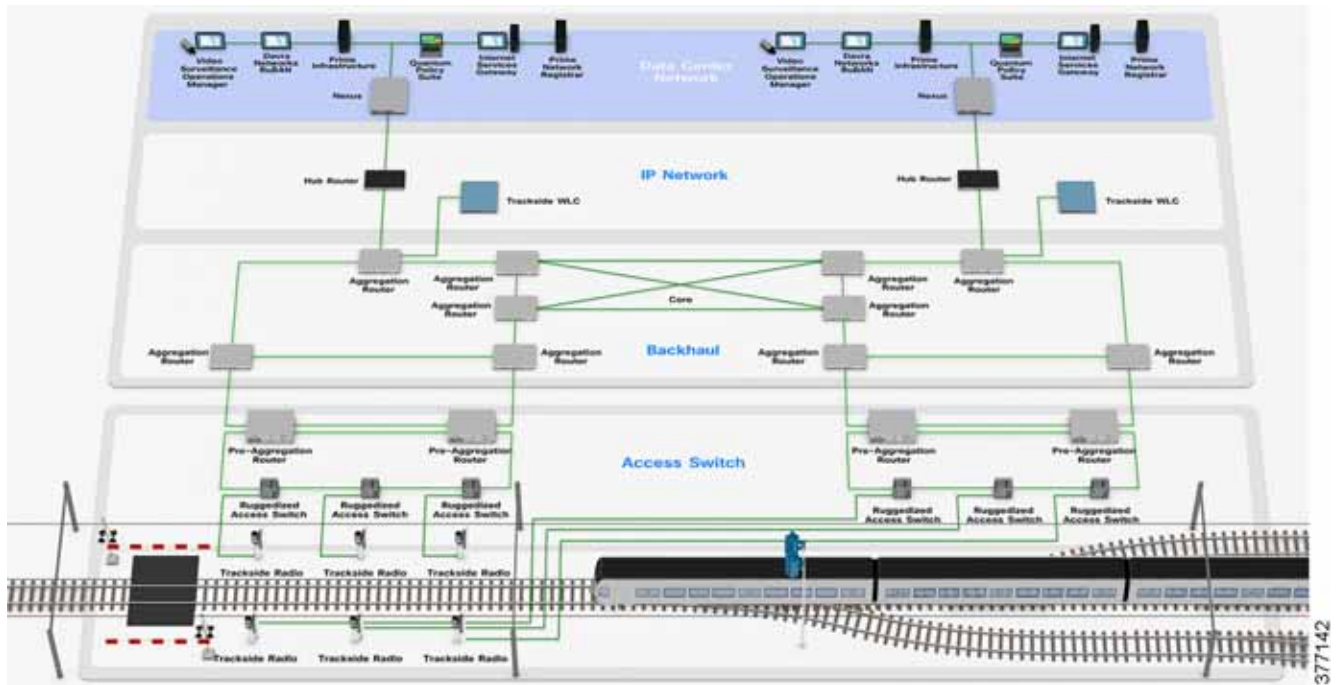 Video
Surveillance
Operations
Manager
Davra
Networks
RuBAN
Prime
Infrastructure
Quantum
Policy
Suite
Internet
Services
Gateway
Prime
Network
Registrar
Data Center
Network
Video
Surveillance
Operations
Manager
Davra
Networks
RuBAN
Prime
Infrastructure
Quantum
Policy
Suite
Internet
Services
Gateway
Prime
Network
Registrar
Nexus
Nexus
Hub Router
IP Network
Hub Router
Trackside WLC
Trackside WLC
Aggregation
Router
Aggregation
Router
Aggregation
Router
Aggregation
Router
Aggregation
Router
Core
Aggregation
Router
Aggregation
Router
Aggregation
Router
Backhaul
Aggregation
Router
Aggregation
Router
Pre-Aggregation
Router
Pre-Aggregation
Router
Access Switch
Pre-Aggregation
Router
Pre-Aggregation
Router
Ruggedized
Access Switch
Ruggedized
Access Switch
Ruggedized
Access Switch
Ruggedized
Access Switch
Ruggedized
Access Switch
Ruggedized
Access Switch
Trackside Radio
Trackside Radio
Trackside Radio
Trackside Radio
Trackside Radio
Trackside Radio
377142